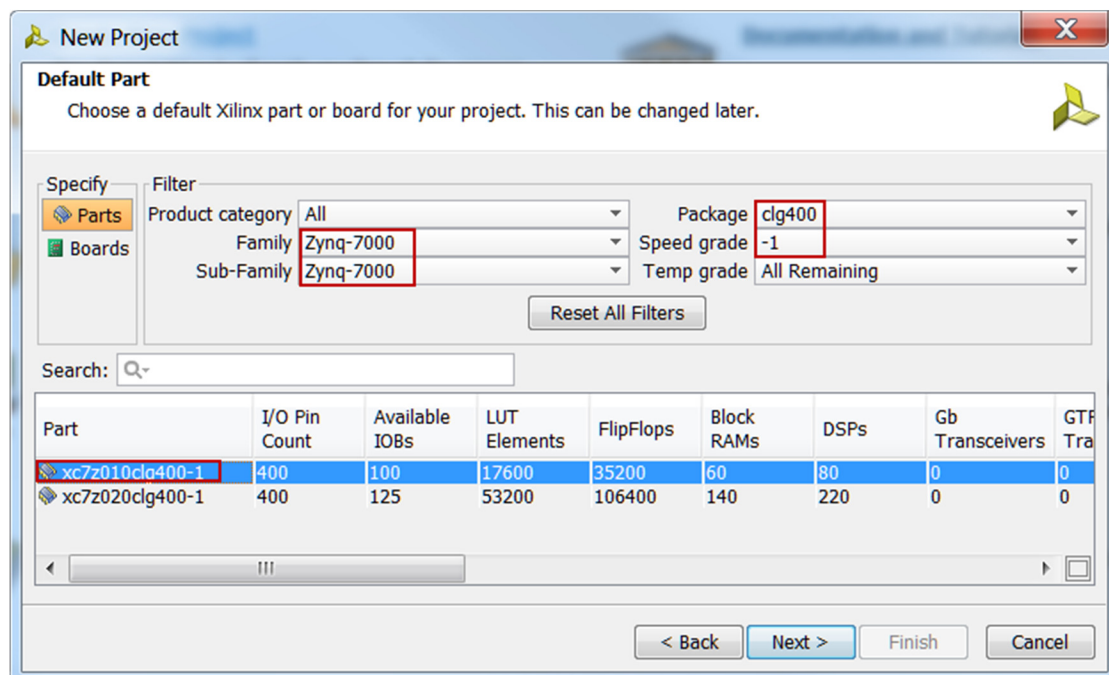 New Project
Default Part
Choose a default Xilinx part or board for your project. This can be changed later.
Specify
Filter
Parts
Boards
Product category All
Package clg400
Family Zynq-7000
Speed grade -1
Sub-Family Zynq-7000
Temp grade All Remaining
Reset All Filters
Search:
Part I/O Pin Count Available IOBs LUT Elements FlipFlops Block RAMs DSPs Gb Transceivers
xc7z010clg400-1 400 100 17600 35200 60 80 0 0
xc7z020clg400-1 400 125 53200 106400 140 220 0 0
< Back Next > Finish Cancel